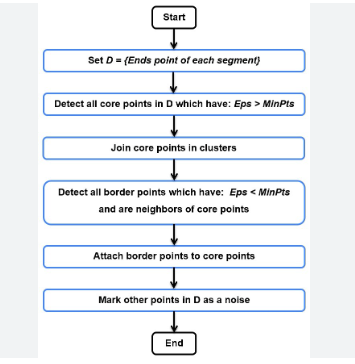 Start
Set D = {Ends point of each segment}
Detect all core points in D which have: Eps > MinPts
Join core points in clusters
Detect all border points which have: Eps < MinPts
and are neighbors of core points
Attach border points to core points
Mark other points in D as a noise
End